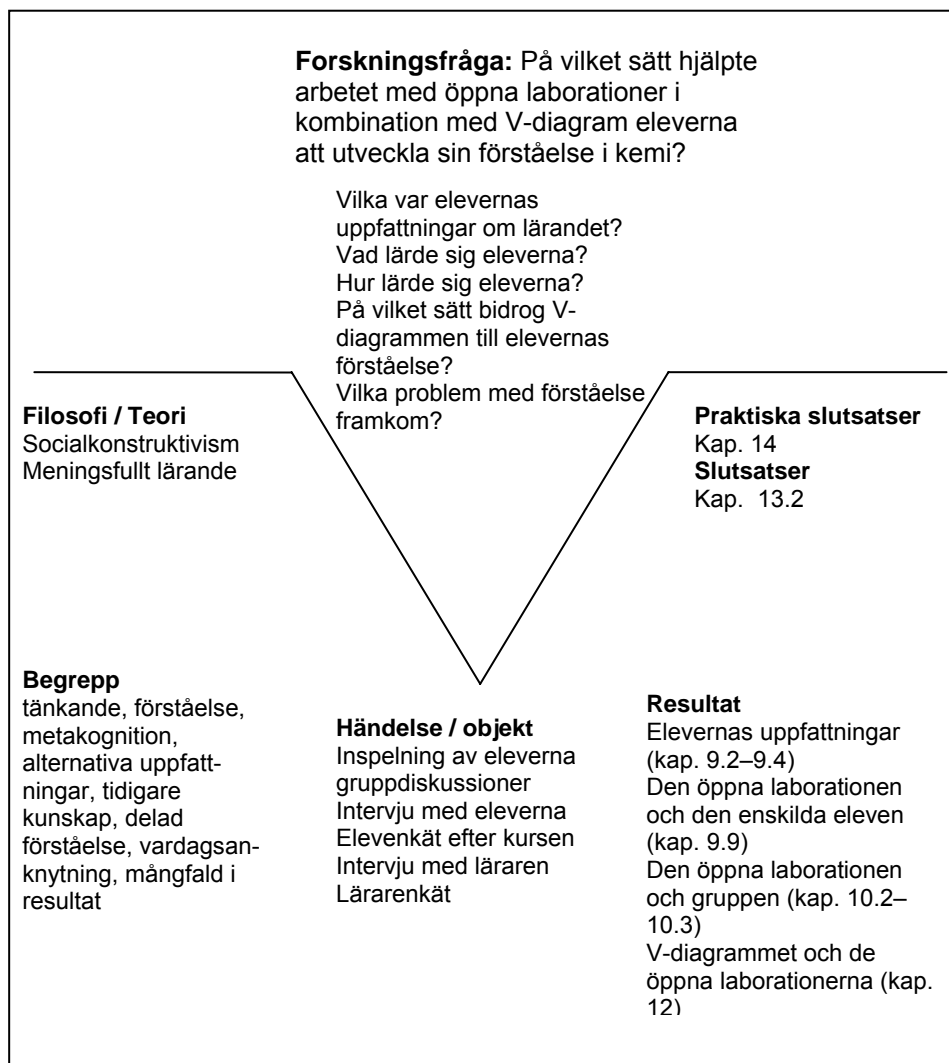 Forskningsfråga: På vilket sätt hjälpte
arbetet med öppna laborationer i
kombination med V-diagram eleverna
att utveckla sin förståelse i kemi?
Vilka var elevernas
uppfattningar om lärandet?
Vad lärde sig eleverna?
Hur lärde sig eleverna?
På vilket sätt bidrog V-
diagrammen till elevernas
förståelse?
Vilka problem med förståelse
framkom?
Filosofi / Teori
Socialkonstruktivism
Meningsfullt lärande
Praktiska slutsatser
Kap. 14
Slutsatser
Kap. 13.2
Begrepp
tänkande, förståelse,
metakognition,
alternativa uppfatt-
ningar, tidigare
kunskap, delad
förståelse, vardagsan-
knytning, mångfald i
resultat
Händelse / objekt
Inspelning av eleverna
gruppdiskussioner
Intervju med eleverna
Elevenkät efter kursen
Intervju med läraren
Lärarenkät
Resultat
Elevernas uppfattningar
(kap. 9.2–9.4)
Den öppna laborationen
och den enskilda eleven
(kap. 9.9)
Den öppna laborationen
och gruppen (kap. 10.2–
10.3)
V-diagrammet och de
öppna laborationerna (kap.
12)